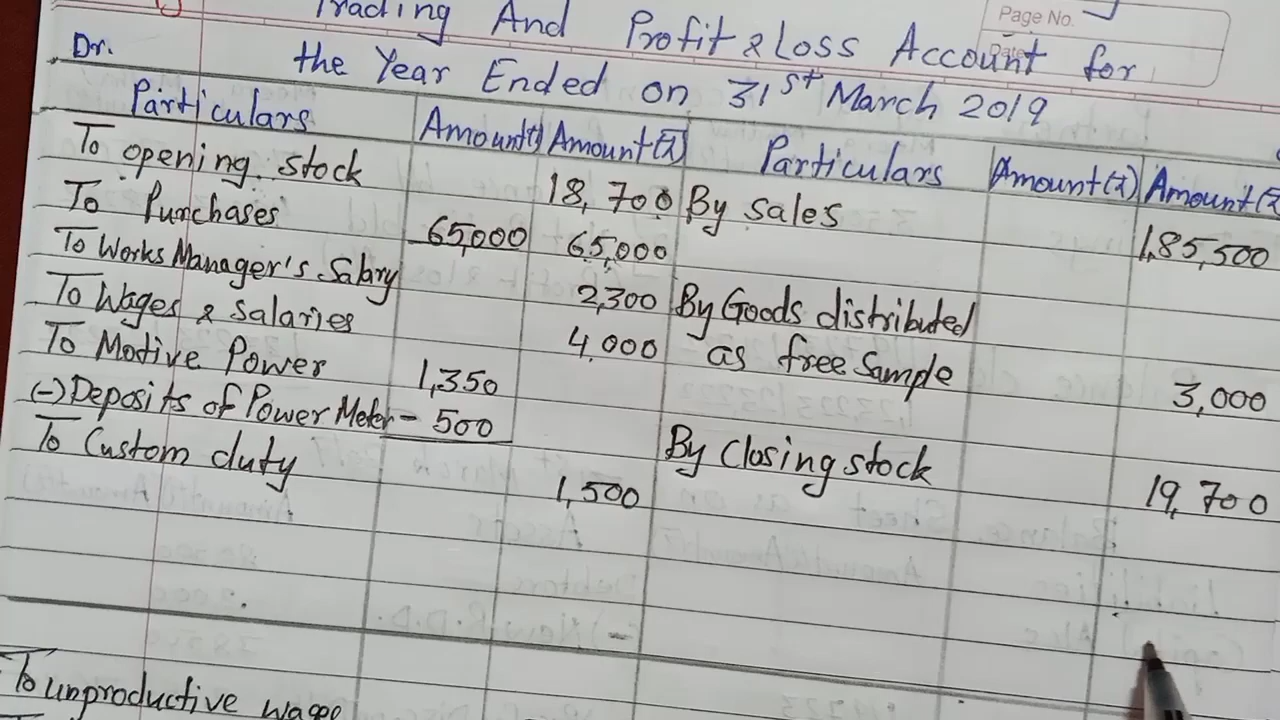 Page No.
Trading And Profit & Loss Account for
Dr. the Year Ended on 31st March 2019
Particulars Amount(₹) Amount(₹) Particulars Amount(₹) Amount(₹
To opening stock 18,700 By sales 1,85,500
To Purchases 65,000 65,000
To Works Manager's Salary 2,300 By Goods distributed
To Wages & Salaries 4,000 as free Sample 3,000
To Motive Power 1,350
(-) Deposits of Power Meter - 500 By Closing stock 19,700
To Custom duty 1,500
To unproductive wages